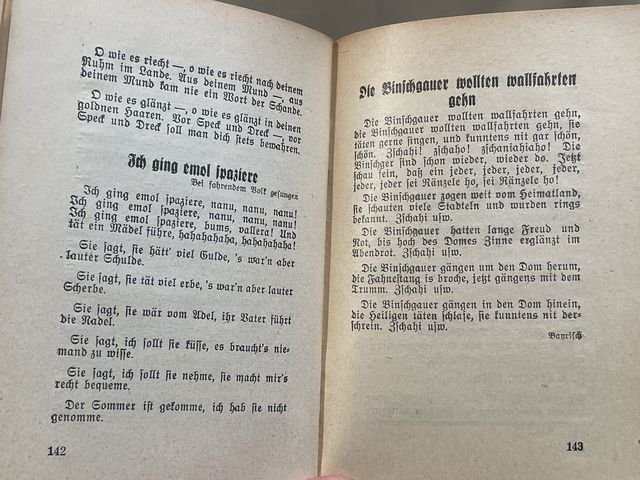 O wie es riecht —, o wie es riecht nach deinem
Ruhm im Lande. Aus deinem Mund —, aus
deinem Mund kam nie ein Wort der Schande.
O wie es glänzt —, o wie es glänzt in deinen
goldnen Haaren. Vor Speck und Dreck —, vor
Speck und Dreck soll man dich stets bewahren.
Ich ging emol spaziere
Bei fahrendem Volk gesungen
Ich ging emol spaziere, nanu, nanu, nanu!
Ich ging emol spaziere, nanu, nanu, nanu!
Ich ging emol spaziere, bums, vallera! Und
tät ein Mädel führe, hahahahaha, hahahahaha!
Sie sagt, sie hätt' viel Gulde, 's war'n aber
lauter Schulde.
Sie sagt, sie tät viel erbe, 's war'n aber lauter
Scherbe.
Sie sagt, sie wär vom Adel, ihr Vater führt
die Nadel.
Sie sagt, ich sollt sie küsse, es braucht's nie-
mand zu wisse.
Sie sagt, ich sollt sie nehme, sie macht mir's
recht bequeme.
Der Sommer ist gekomme, ich hab sie nicht
genomme.
142
Die Binschgauer wollten wallfahrten
gehn
Die Binschgauer wollten wallfahrten gehn,
die Binschgauer wollten wallfahrten gehn, sie
täten gerne singen, und kunntens nit gar schön,
schön. Zschahi! zschaho! zschaniahiaho! Die
Binschger sind schon wieder, wieder do. Jetzt
schau sein, daß ein jeder, jeder, jeder, jeder,
jeder, jeder sei Ränzele ho, sei Ränzele ho!
Die Binschgauer zogen weit vom Heimatland,
sie schauten viele Stadteln und wurden rings
bekannt. Zschahi usw.
Die Binschgauer hatten lange Freud und
Not, bis hoch des Domes Zinne erglänzt im
Abendrot. Zschahi usw.
Die Binschgauer gängen um den Dom herum,
die Fahnestang is broche, jetzt gängens mit dem
Trumm. Zschahi usw.
Die Binschgauer gängen in den Dom hinein,
die Heiligen täten schlafe, sie kunntens nit der-
schrein. Zschahi usw.
Bayrisch
143